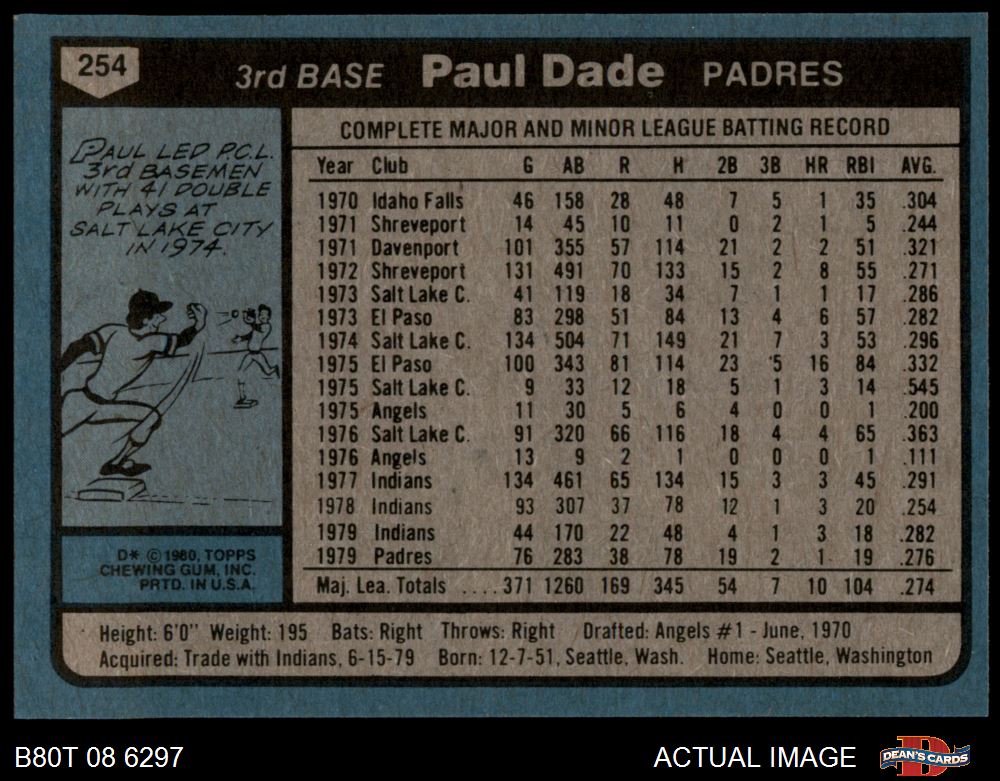 254
3rd BASE Paul Dade PADRES
PAUL LED P.C.L.
3rd BASEMEN
WITH 41 DOUBLE
PLAYS AT
SALT LAKE CITY
IN 1974.
D* © 1980, TOPPS
CHEWING GUM, INC.
PRTD. IN U.S.A.
COMPLETE MAJOR AND MINOR LEAGUE BATTING RECORD
Year Club G AB R H 2B 3B HR RBI AVG.
1970 Idaho Falls 46 158 28 48 7 5 1 35 .304
1971 Shreveport 14 45 10 11 0 2 1 5 .244
1971 Davenport 101 355 57 114 21 2 2 51 .321
1972 Shreveport 131 491 70 133 15 2 8 55 .271
1973 Salt Lake C. 41 119 18 34 7 1 1 17 .286
1973 El Paso 83 298 51 84 13 4 6 57 .282
1974 Salt Lake C. 134 504 71 149 21 7 3 53 .296
1975 El Paso 100 343 81 114 23 5 16 84 .332
1975 Salt Lake C. 9 33 12 18 5 1 3 14 .545
1975 Angels 11 30 5 6 4 0 0 1 .200
1976 Salt Lake C. 91 320 66 116 18 4 4 65 .363
1976 Angels 13 9 2 1 0 0 0 1 .111
1977 Indians 134 461 65 134 15 3 3 45 .291
1978 Indians 93 307 37 78 12 1 3 20 .254
1979 Indians 44 170 22 48 4 1 3 18 .282
1979 Padres 76 283 38 78 19 2 1 19 .276
Maj. Lea. Totals ....371 1260 169 345 54 7 10 104 .274
Height: 6'0" Weight: 195 Bats: Right Throws: Right Drafted: Angels #1 - June, 1970
Acquired: Trade with Indians, 6-15-79 Born: 12-7-51, Seattle, Wash. Home: Seattle, Washington
B80T 08 6297 ACTUAL IMAGE DEAN'S CARDS